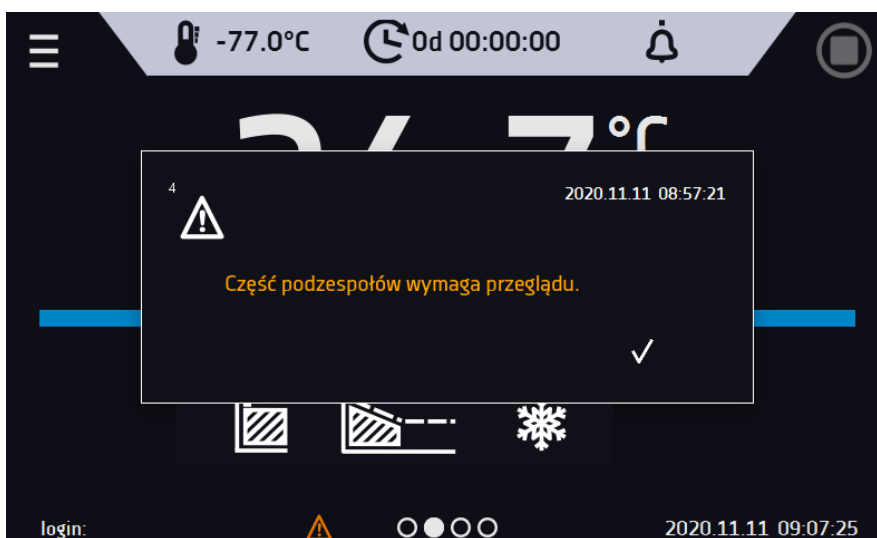 -77.0°C 0d 00:00:00
°C
4
2020.11.11 08:57:21
Część podzespołów wymaga przeglądu.
login:
2020.11.11 09:07:25